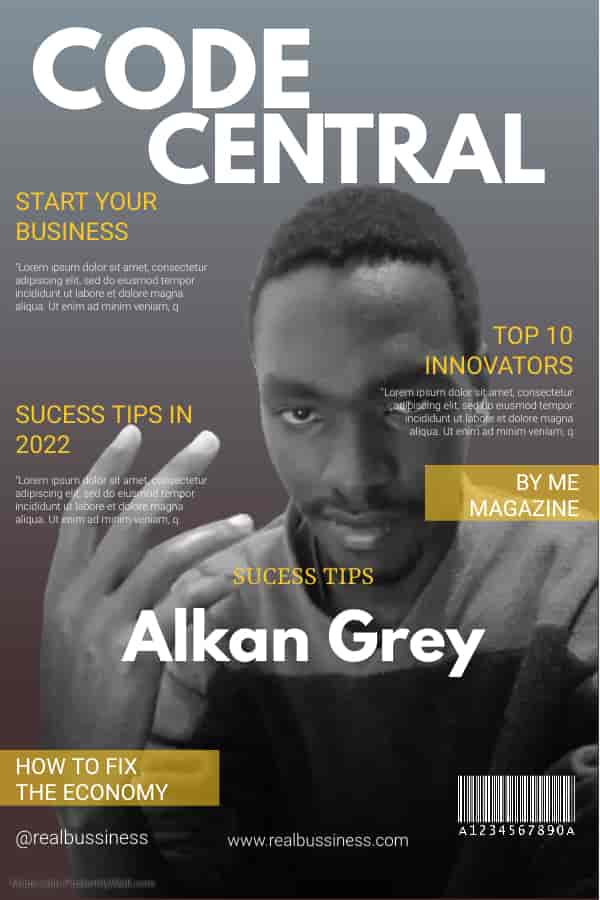 CODE
CENTRAL
START YOUR
BUSINESS
"Lorem ipsum dolor sit amet, consectetur
adipiscing elit, sed do eiusmod tempor
incididunt ut labore et dolore magna
aliqua. Ut enim ad minim veniam, q
TOP 10
INNOVATORS
"Lorem ipsum dolor sit amet, consectetur
adipiscing elit, sed do eiusmod tempor
incididunt ut labore et dolore magna
aliqua. Ut enim ad minim veniam, q
SUCESS TIPS IN
2022
"Lorem ipsum dolor sit amet, consectetur
adipiscing elit, sed do eiusmod tempor
incididunt ut labore et dolore magna
aliqua. Ut enim ad minim veniam, q
BY ME
MAGAZINE
SUCESS TIPS
Alkan Grey
HOW TO FIX
THE ECONOMY
A1234567890A
@realbussiness
www.realbussiness.com